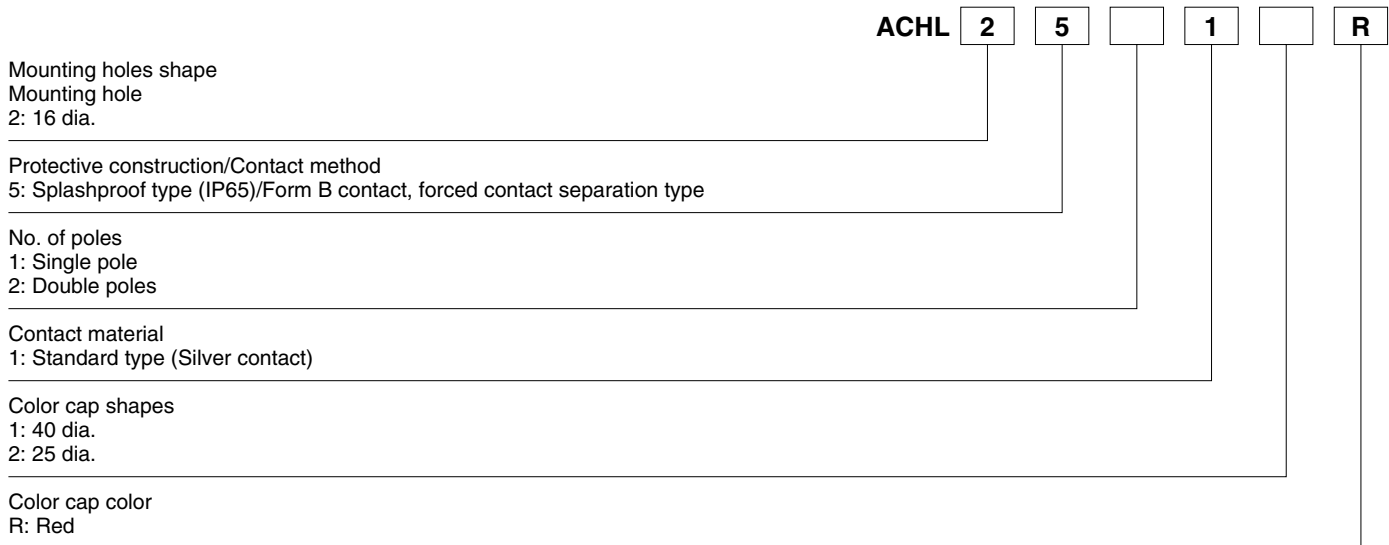 ACHL 2 5 1 R
Mounting holes shape
Mounting hole
2: 16 dia.
Protective construction/Contact method
5: Splashproof type (IP65)/Form B contact, forced contact separation type
No. of poles
1: Single pole
2: Double poles
Contact material
1: Standard type (Silver contact)
Color cap shapes
1: 40 dia.
2: 25 dia.
Color cap color
R: Red